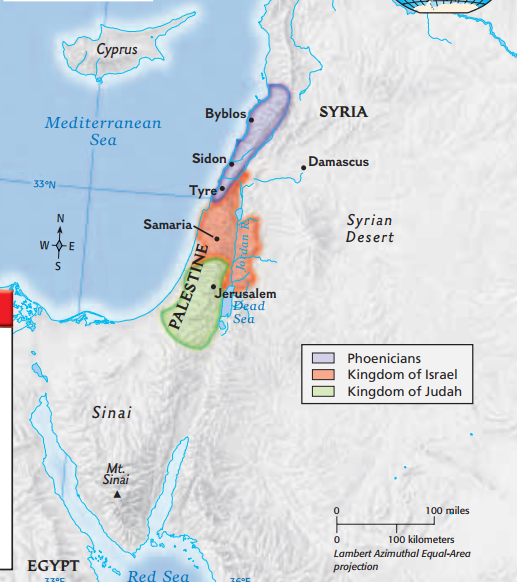 Cyprus
Byblos
SYRIA
Mediterranean
Sea
Sidon
Damascus
33°N
Tyre
N
W E
S
Samaria
Syrian
Desert
Jordan R.
PALESTINE
Jerusalem
Dead
Sea
Phoenicians
Kingdom of Israel
Kingdom of Judah
Sinai
Mt.
Sinai
0 100 miles
0 100 kilometers
Lambert Azimuthal Equal-Area
projection
EGYPT
Red Sea
33°E
36°E